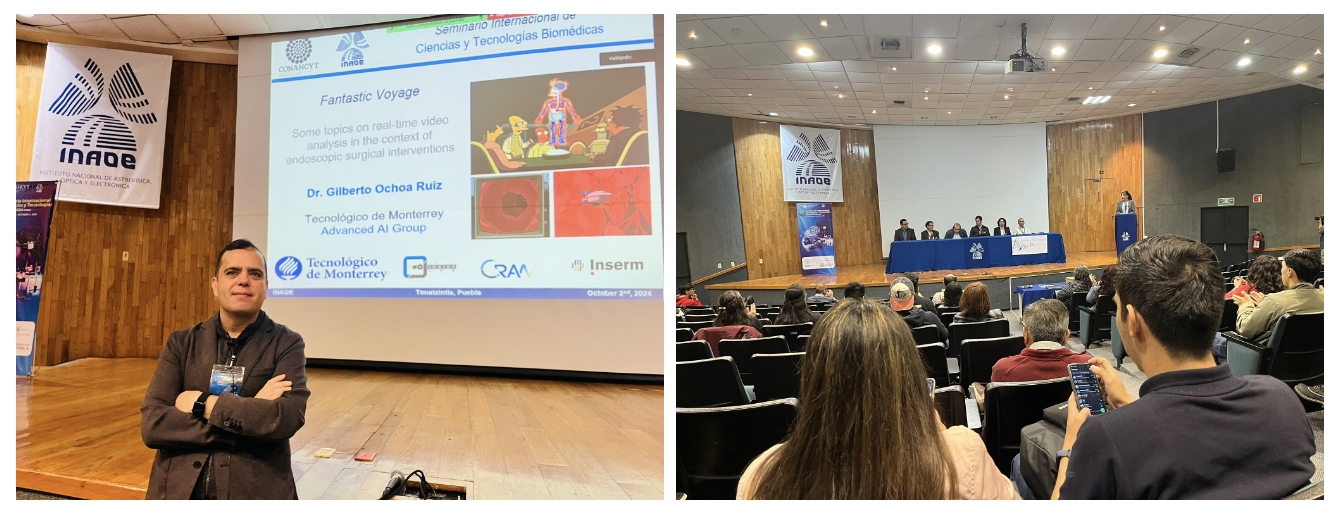 INAOE
INSTITUTO NACIONAL DE ASTROFÍSICA,
ÓPTICA Y ELECTRÓNICA
CONAHCYT
INAOE
Seminario Internacional de
Ciencias y Tecnologías Biomédicas
Fantastic Voyage
Some topics on real-time video
analysis in the context of
endoscopic surgical interventions
Dr. Gilberto Ochoa Ruiz
Tecnológico de Monterrey
Advanced AI Group
Tecnológico
de Monterrey
CRAN
Inserm
INAOE
Tonatzintla, Puebla
October 2nd, 2024
INAOE
INAOE